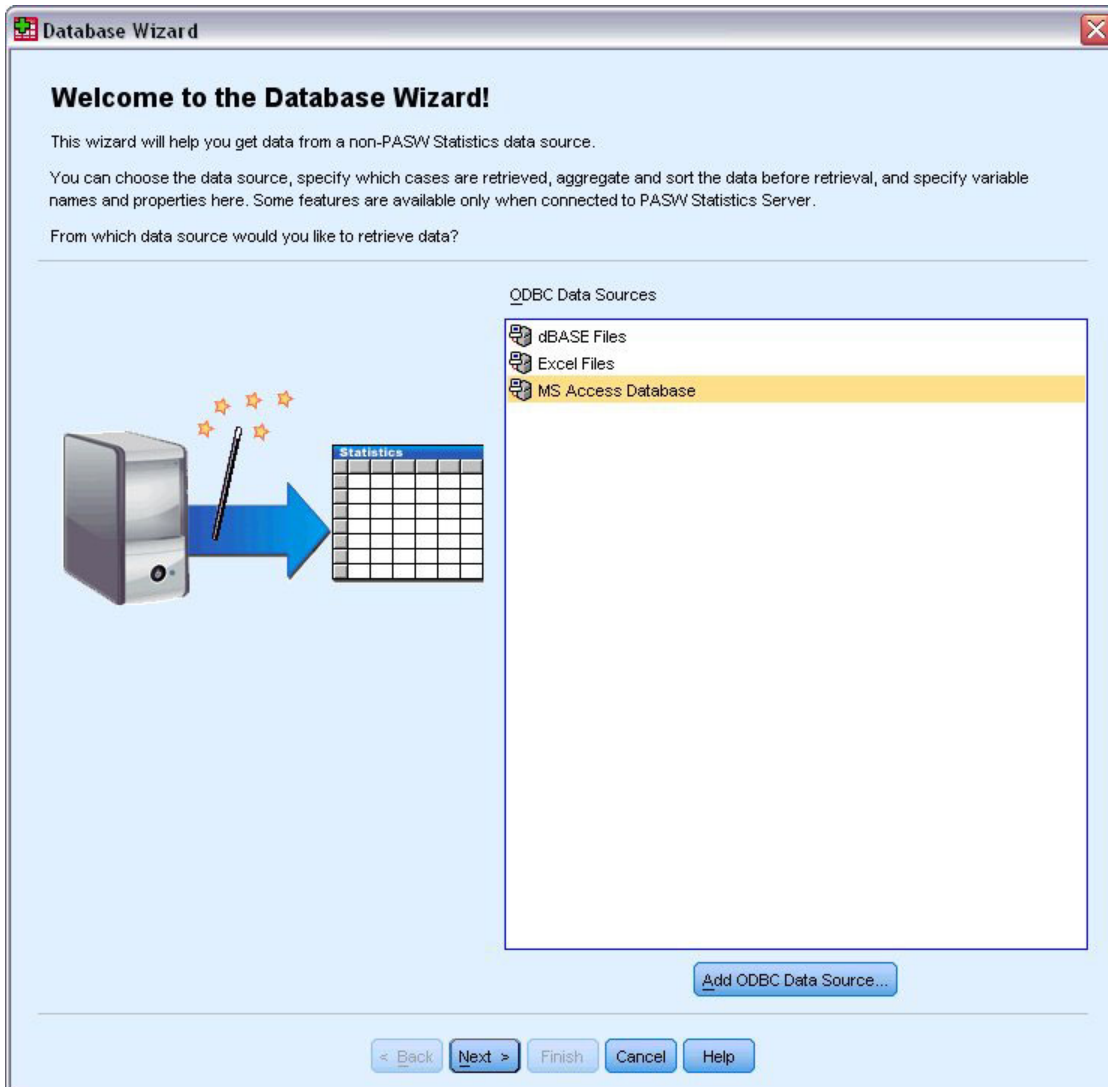 Database Wizard
Welcome to the Database Wizard!
This wizard will help you get data from a non-PASW Statistics data source.
You can choose the data source, specify which cases are retrieved, aggregate and sort the data before retrieval, and specify variable
names and properties here. Some features are available only when connected to PASW Statistics Server.
From which data source would you like to retrieve data?
ODBC Data Sources
dBASE Files
Excel Files
MS Access Database
Statistics
Add ODBC Data Source...
< Back
Next >
Finish
Cancel
Help